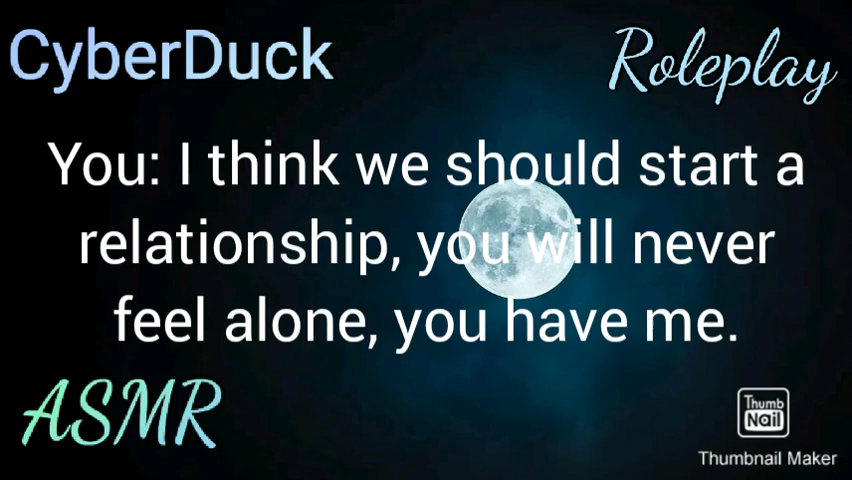 CyberDuck
Roleplay
You: I think we should start a
relationship, you will never
feel alone, you have me.
ASMR
Thumb
Nail
Thumbnail Maker